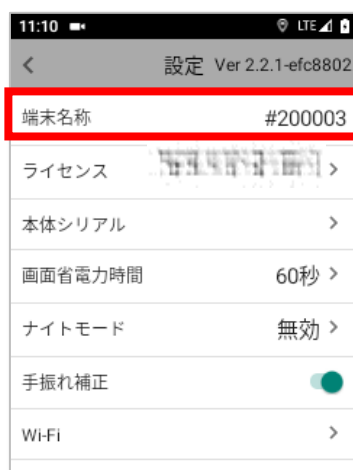 11:10 LTE
設定 Ver 2.2.1-efc8802
端末名称 #200003
ライセンス
本体シリアル
画面省電力時間 60秒
ナイトモード 無効
手振れ補正
Wi-Fi